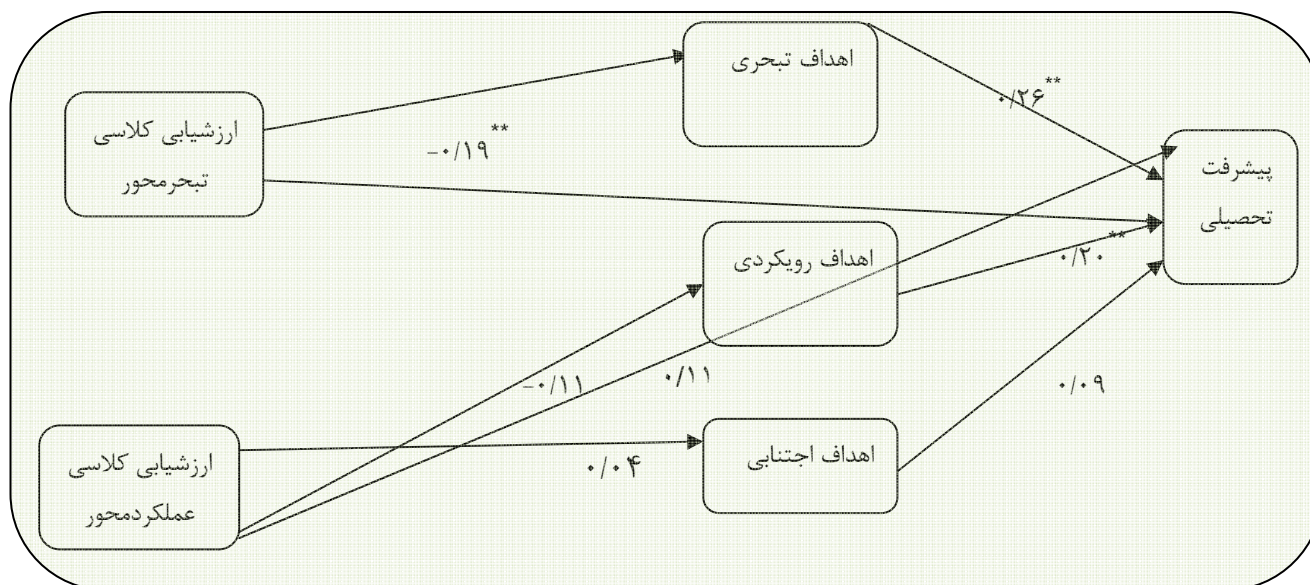 اهداف تبحری
۰/۲۶**
ارزشیابی کلاسی
تبحرمحور
-۰/۱۹**
پیشرفت
تحصیلی
اهداف رویکردی
۰/۲۰**
-۰/۱۱
۰/۱۱
۰/۰۹
اهداف اجتنابی
ارزشیابی کلاسی
عملکردمحور
۰/۰۴